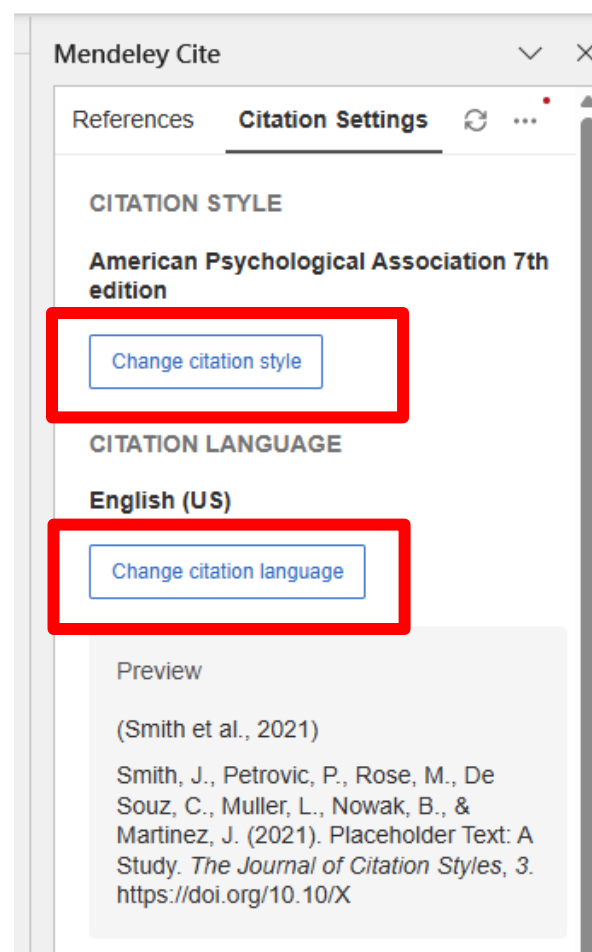 Mendeley Cite
References Citation Settings
CITATION STYLE
American Psychological Association 7th
edition
Change citation style
CITATION LANGUAGE
English (US)
Change citation language
Preview
(Smith et al., 2021)
Smith, J., Petrovic, P., Rose, M., De
Souz, C., Muller, L., Nowak, B., &
Martinez, J. (2021). Placeholder Text: A
Study. The Journal of Citation Styles, 3.
https://doi.org/10.10/X